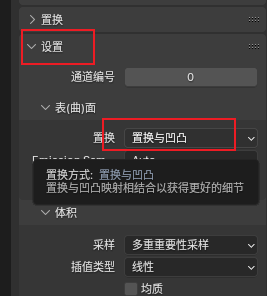 置换
设置
通道编号 0
表(曲)面
置换 置换与凹凸
Auto
置换方式: 置换与凹凸
置换与凹凸映射相结合以获得更好的细节
体积
采样 多重重要性采样
插值类型 线性
均质